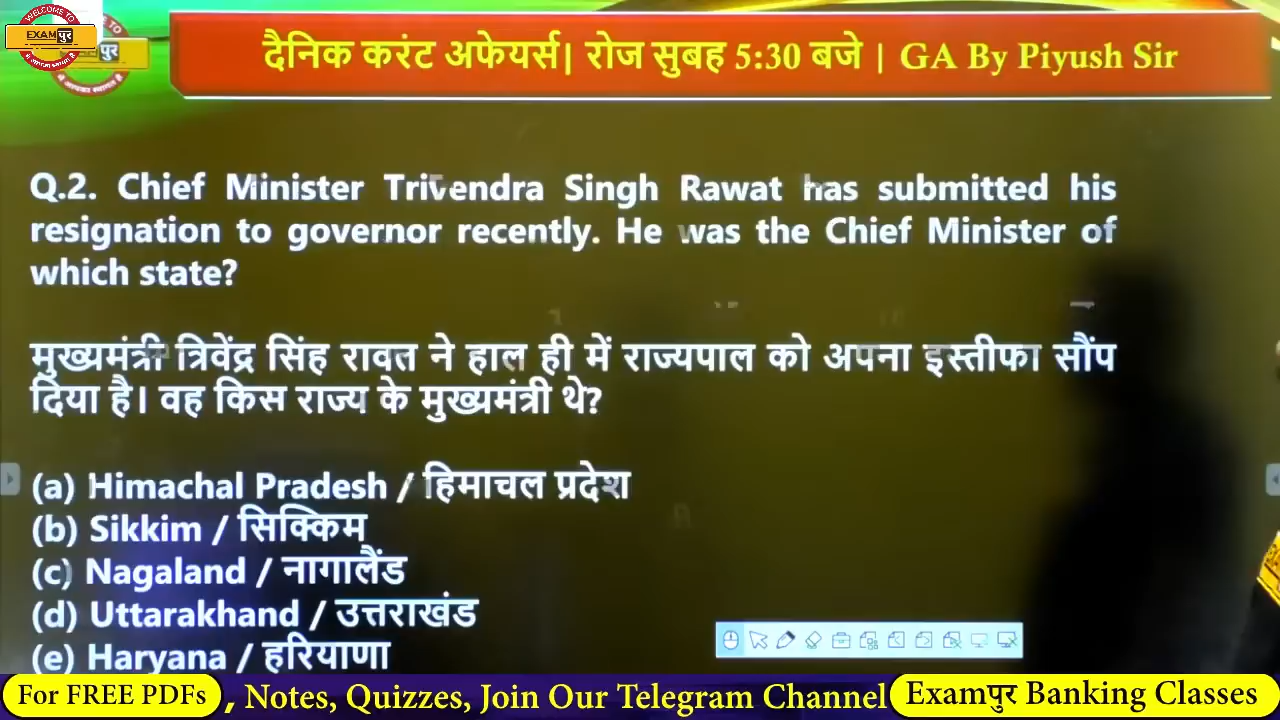 WELCOME TO
EXAMपुर
पुर
दैनिक करंट अफेयर्स| रोज सुबह 5:30 बजे | GA By Piyush Sir
Q.2. Chief Minister Trivendra Singh Rawat has submitted his
resignation to governor recently. He was the Chief Minister of
which state?
मुख्यमंत्री त्रिवेंद्र सिंह रावत ने हाल ही में राज्यपाल को अपना इस्तीफा सौंप
दिया है। वह किस राज्य के मुख्यमंत्री थे?
(a) Himachal Pradesh / हिमाचल प्रदेश
(b) Sikkim / सिक्किम
(c) Nagaland / नागालैंड
(d) Uttarakhand / उत्तराखंड
(e) Haryana / हरियाणा
For FREE PDFs , Notes, Quizzes, Join Our Telegram Channel Examपुर Banking Classes